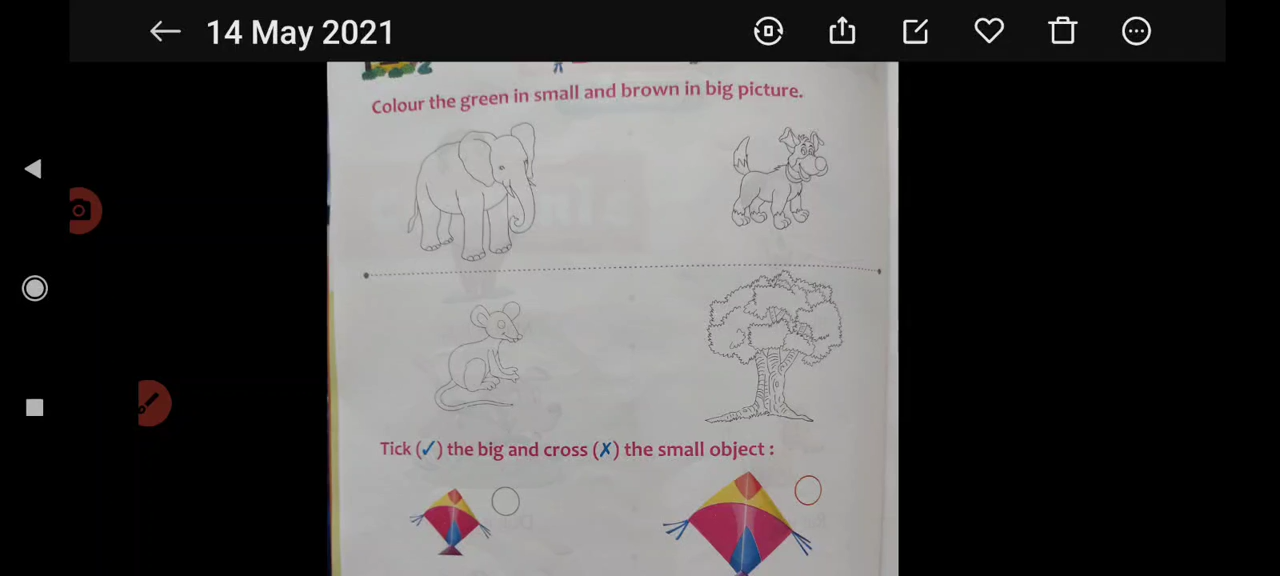 14 May 2021
Colour the green in small and brown in big picture.
Tick (✓) the big and cross (✗) the small object :